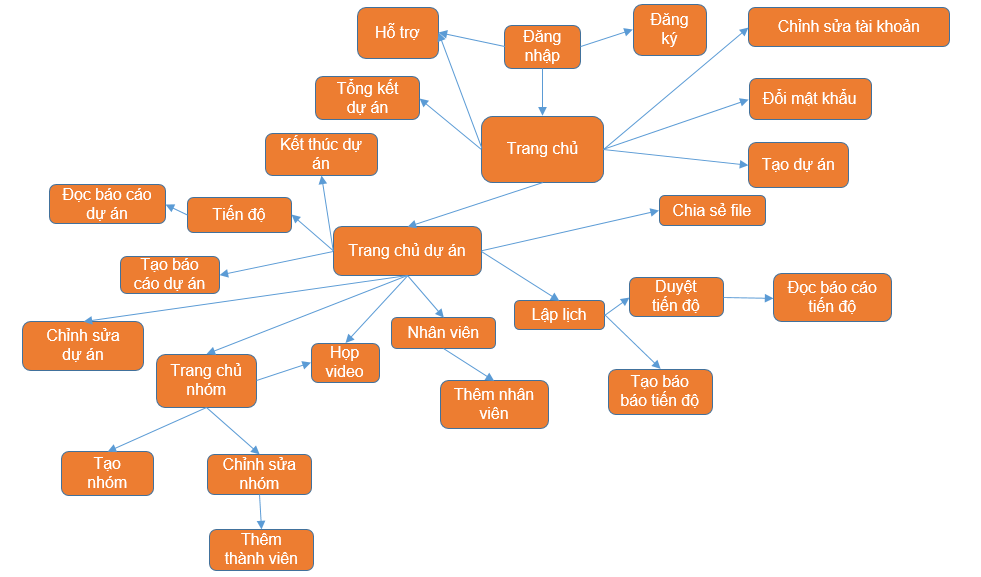 Hỗ trợ
Đăng
nhập
Đăng
ký
Chỉnh sửa tài khoản
Tổng kết
dự án
Đổi mật khẩu
Trang chủ
Kết thúc dự
án
Tạo dự án
Đọc báo cáo
dự án
Tiến độ
Chia sẻ file
Trang chủ dự án
Tạo báo
cáo dự án
Duyệt
tiến độ
Đọc báo cáo
tiến độ
Lập lịch
Chỉnh sửa
dự án
Nhân viên
Họp
video
Trang chủ
nhóm
Thêm nhân
viên
Tạo báo
báo tiến độ
Tạo
nhóm
Chỉnh sửa
nhóm
Thêm
thành viên